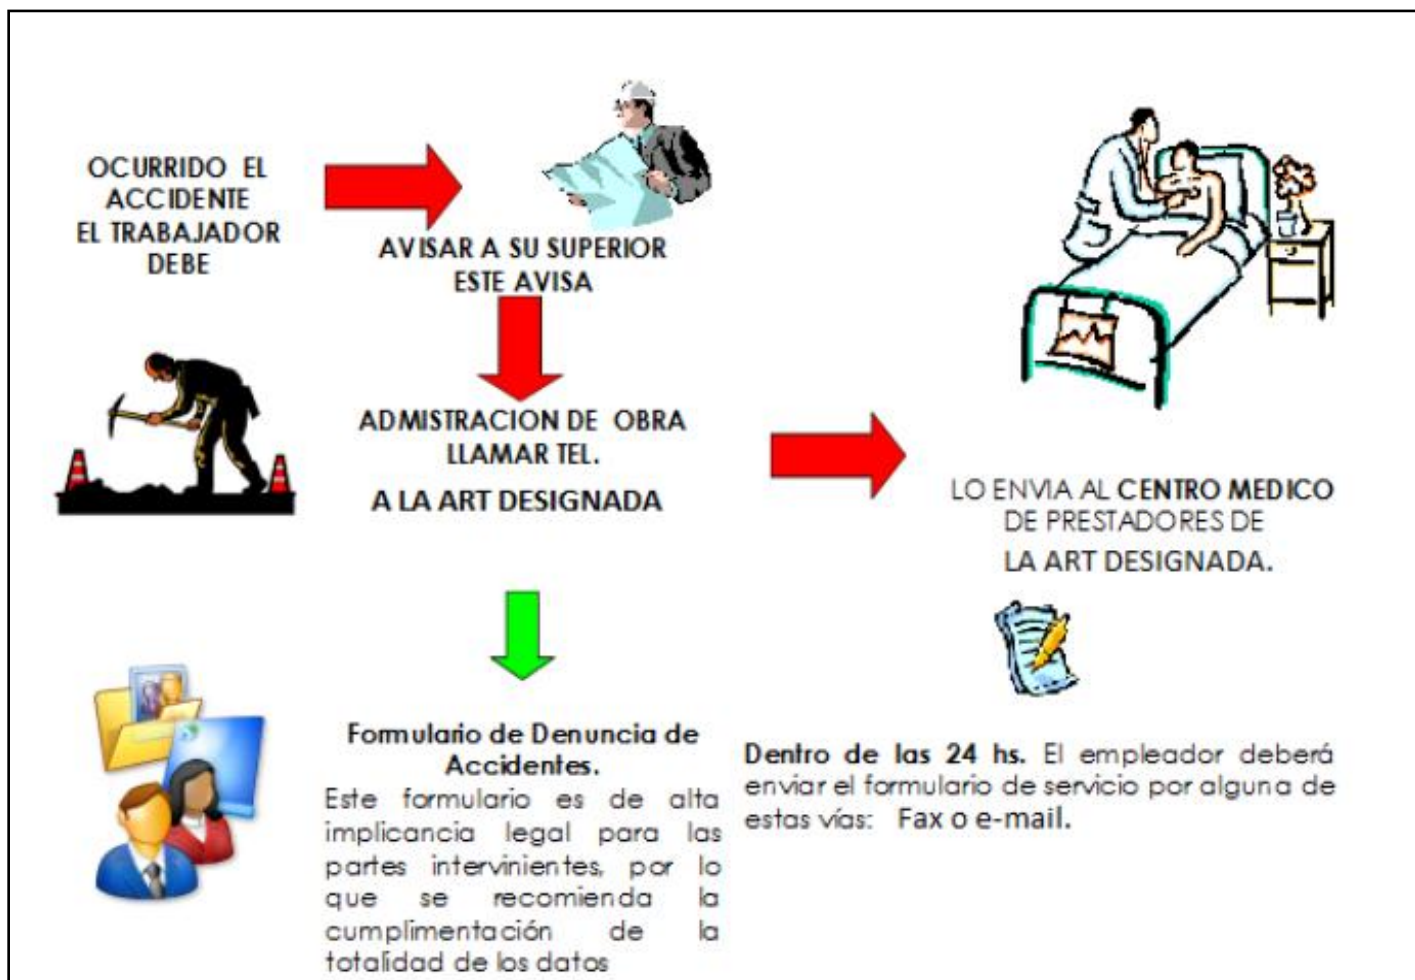 OCURRIDO EL
ACCIDENTE
EL TRABAJADOR
DEBE
AVISAR A SU SUPERIOR
ESTE AVISA
ADMISTRACION DE OBRA
LLAMAR TEL.
A LA ART DESIGNADA
LO ENVIA AL CENTRO MEDICO
DE PRESTADORES DE
LA ART DESIGNADA.
Formulario de Denuncia de
Accidentes.
Este formulario es de alta
implicancia legal para las
partes intervinientes, por lo
que se recomienda la
cumplimentación de la
totalidad de los datos
Dentro de las 24 hs. El empleador deberá
enviar el formulario de servicio por alguna de
estas vías: Fax o e-mail.